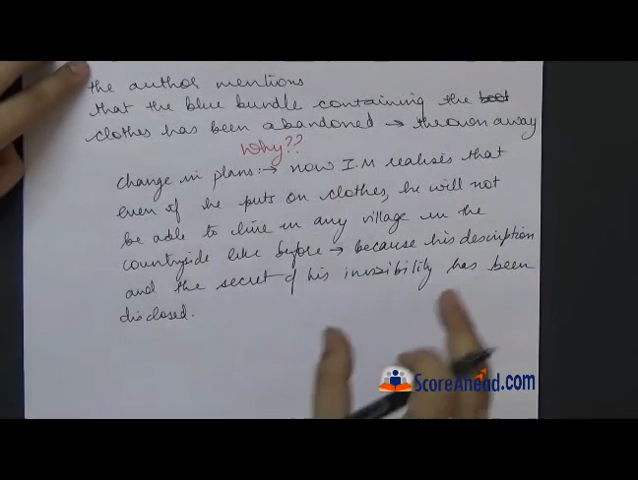 the author mentions
that the blue bundle containing the
clothes has been abandoned → thrown away
Why??
change in plans:→ now I.M realises that
even if he puts on clothes, he will not
be able to live in any village in the
countryside like before → because his description
and the secret of his invisibility has been
disclosed.
ScoreAhead.com